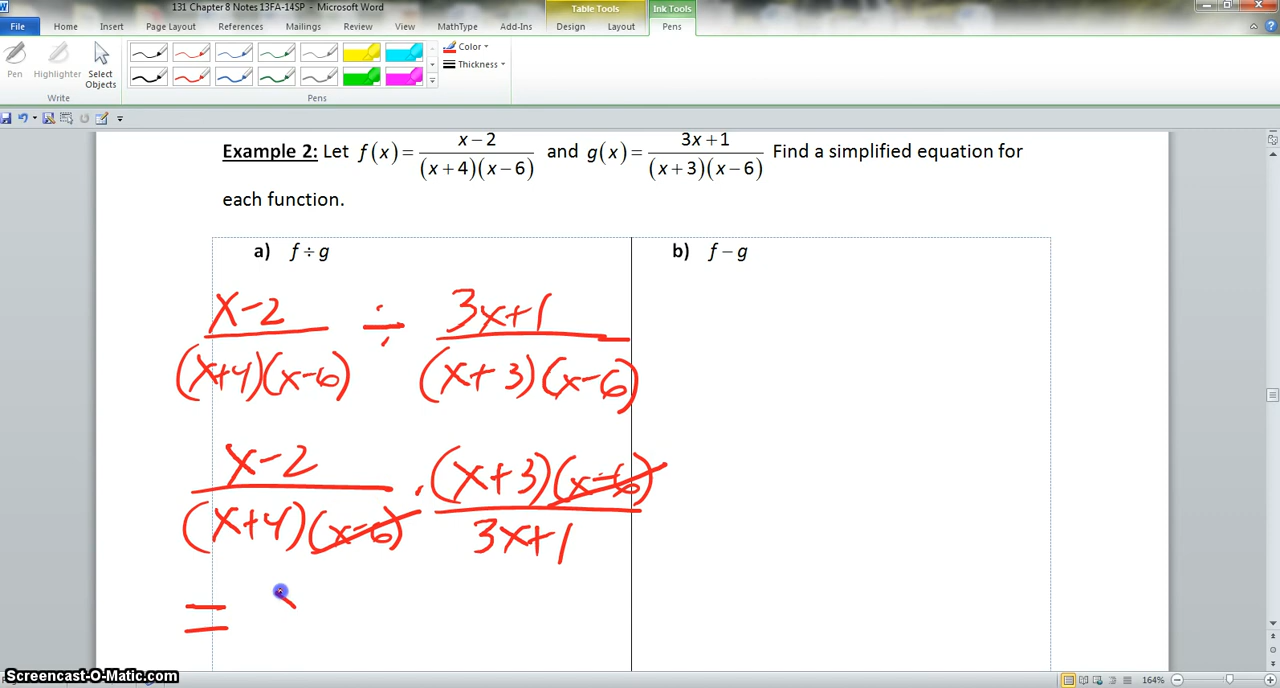 131 Chapter 8 Notes 13FA-14SP - Microsoft Word
Table Tools
Ink Tools
File Home Insert Page Layout References Mailings Review View MathType Add-Ins Design Layout Pens
Pen Highlighter Select Objects
Color
Thickness
Write Pens
Example 2: Let f(x) = (x − 2)/((x + 4)(x − 6)) and g(x) = (3x + 1)/((x + 3)(x − 6)) Find a simplified equation for
each function.
a) f ÷ g
b) f − g
x-2 ÷ 3x+1
(x+4)(x-6) (x+3)(x-6)
x-2 · (x+3)(x-6)
(x+4)(x-6) 3x+1
=
Screencast-O-Matic.com
164%